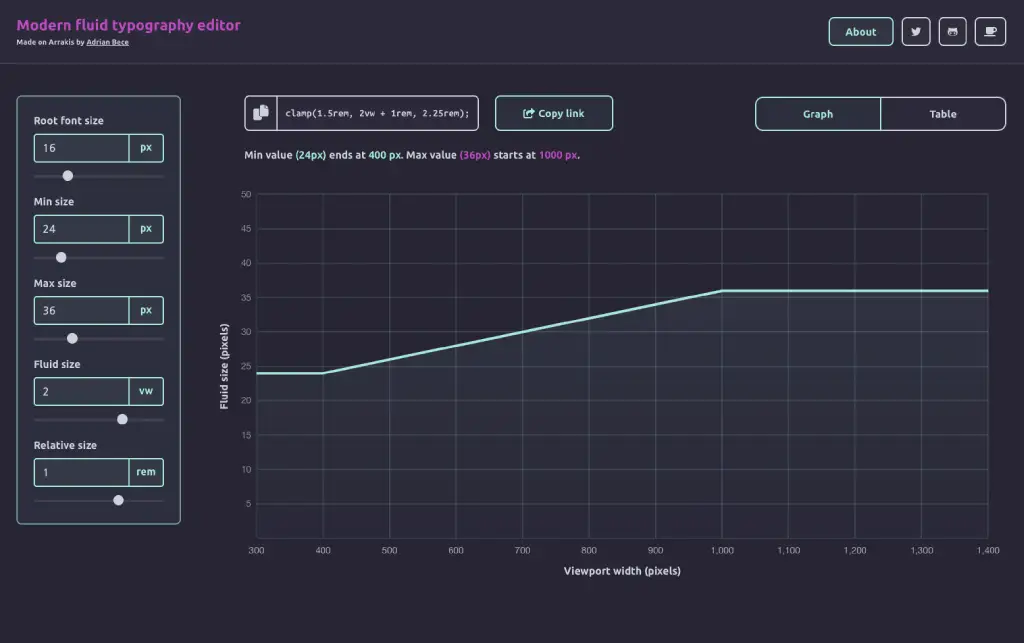 Modern fluid typography editor
Made on Arrakis by Adrian Bece
About
Root font size
16 px
Min size
24 px
Max size
36 px
Fluid size
2 vw
Relative size
1 rem
clamp(1.5rem, 2vw + 1rem, 2.25rem);
Copy link
Graph
Table
Min value (24px) ends at 400 px. Max value (36px) starts at 1000 px.
Fluid size (pixels)
50
45
40
35
30
25
20
15
10
5
300 400 500 600 700 800 900 1,000 1,100 1,200 1,300 1,400
Viewport width (pixels)